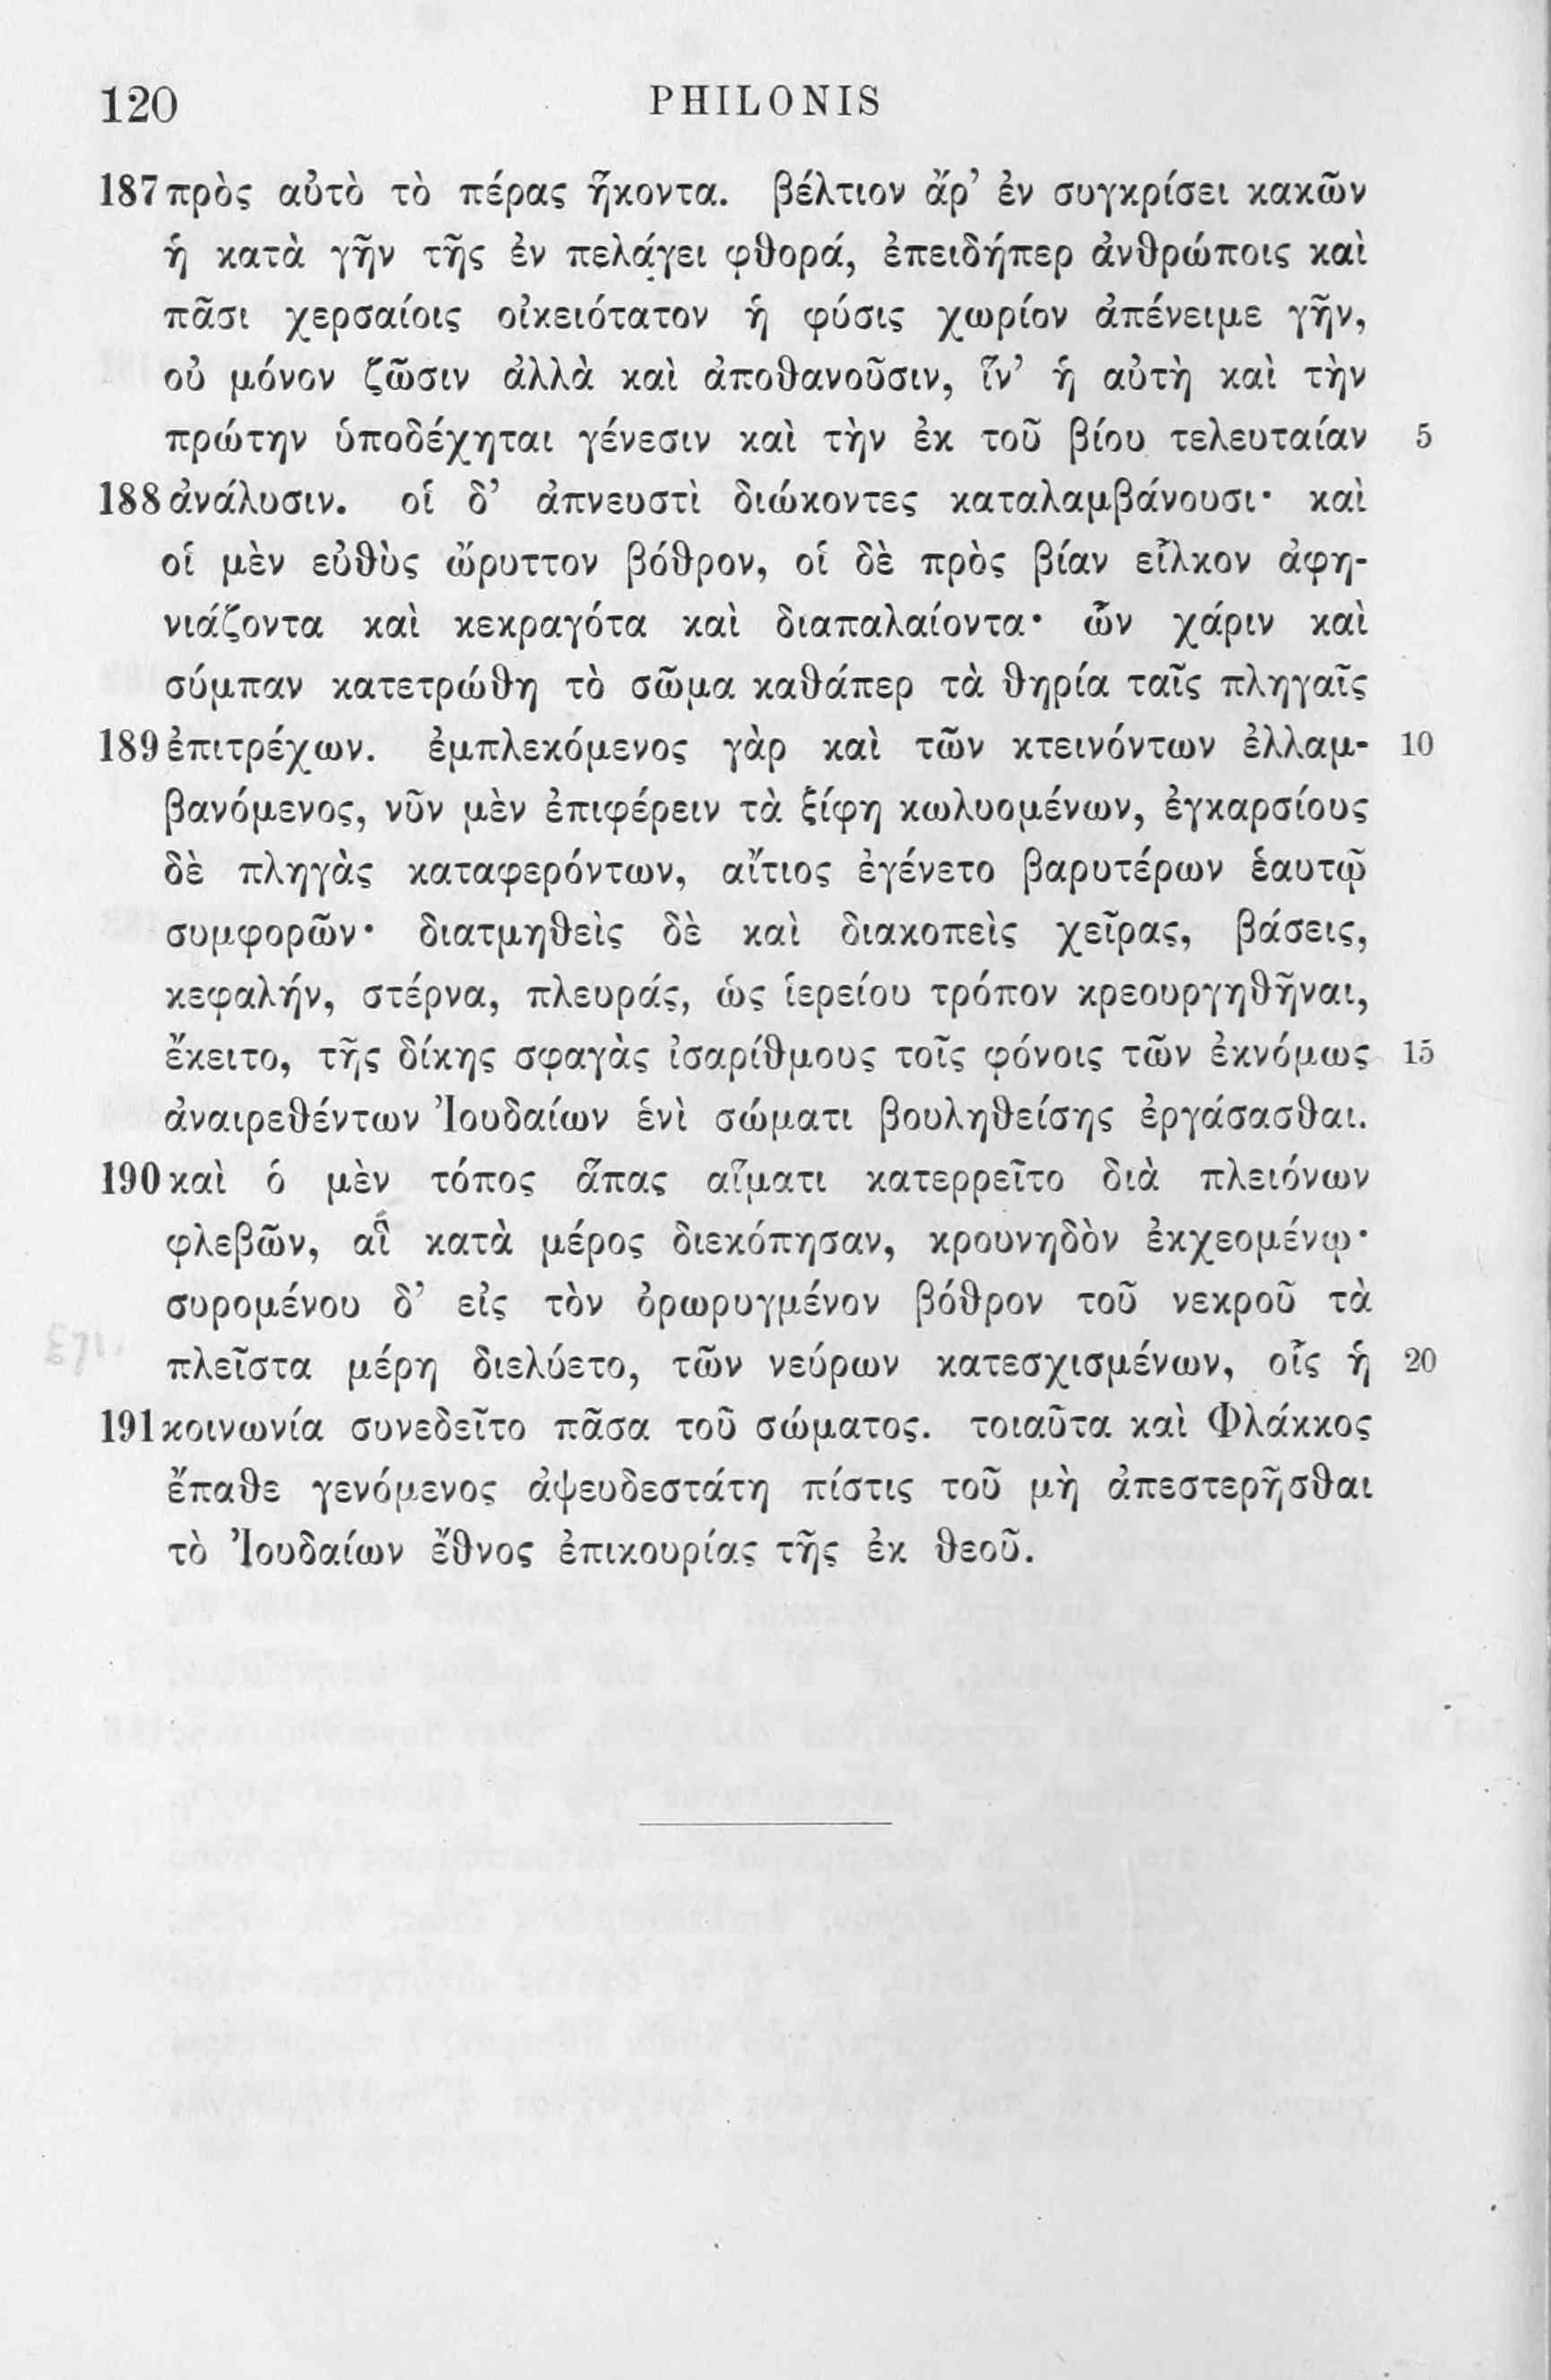 120 PHILONIS
187 πρὸς αὐτὸ τὸ πέρας ἥκοντα. βέλτιον ἄρ’ ἐν συγκρίσει κακῶν
ἡ κατὰ γῆν τῆς ἐν πελάγει φθορά, ἐπειδήπερ ἀνθρώποις καὶ
πᾶσι χερσαίοις οἰκειότατον ἡ φύσις χωρίον ἀπένειμε γῆν,
οὐ μόνον ζῶσιν ἀλλὰ καὶ ἀποθανοῦσιν, ἵν’ ἡ αὐτὴ καὶ τὴν
πρώτην ὑποδέχηται γένεσιν καὶ τὴν ἐκ τοῦ βίου τελευταίαν 5
188 ἀνάλυσιν. οἱ δ’ ἀπνευστὶ διώκοντες καταλαμβάνουσι· καὶ
οἱ μὲν εὐθὺς ὤρυττον βόθρον, οἱ δὲ πρὸς βίαν εἷλκον ἀφη-
νιάζοντα καὶ κεκραγότα καὶ διαπαλαίοντα· ὧν χάριν καὶ
σύμπαν κατετρώθη τὸ σῶμα καθάπερ τὰ θηρία ταῖς πληγαῖς
189 ἐπιτρέχων. ἐμπλεκόμενος γὰρ καὶ τῶν κτεινόντων ἐλλαμ- 10
βανόμενος, νῦν μὲν ἐπιφέρειν τὰ ξίφη κωλυομένων, ἐγκαρσίους
δὲ πληγὰς καταφερόντων, αἴτιος ἐγένετο βαρυτέρων ἑαυτῷ
συμφορῶν· διατμηθεὶς δὲ καὶ διακοπεὶς χεῖρας, βάσεις,
κεφαλήν, στέρνα, πλευράς, ὡς ἱερείου τρόπον κρεουργηθῆναι,
ἔκειτο, τῆς δίκης σφαγὰς ἰσαρίθμους τοῖς φόνοις τῶν ἐκνόμως 15
ἀναιρεθέντων Ἰουδαίων ἑνὶ σώματι βουληθείσης ἐργάσασθαι.
190 καὶ ὁ μὲν τόπος ἅπας αἵματι κατερρεῖτο διὰ πλειόνων
φλεβῶν, αἳ κατὰ μέρος διεκόπησαν, κρουνηδὸν ἐκχεομένῳ·
συρομένου δ’ εἰς τὸν ὀρωρυγμένον βόθρον τοῦ νεκροῦ τὰ
πλεῖστα μέρη διελύετο, τῶν νεύρων κατεσχισμένων, οἷς ἡ 20
191 κοινωνία συνεδεῖτο πᾶσα τοῦ σώματος. τοιαῦτα καὶ Φλάκκος
ἔπαθε γενόμενος ἀψευδεστάτη πίστις τοῦ μὴ ἀπεστερῆσθαι
τὸ Ἰουδαίων ἔθνος ἐπικουρίας τῆς ἐκ θεοῦ.